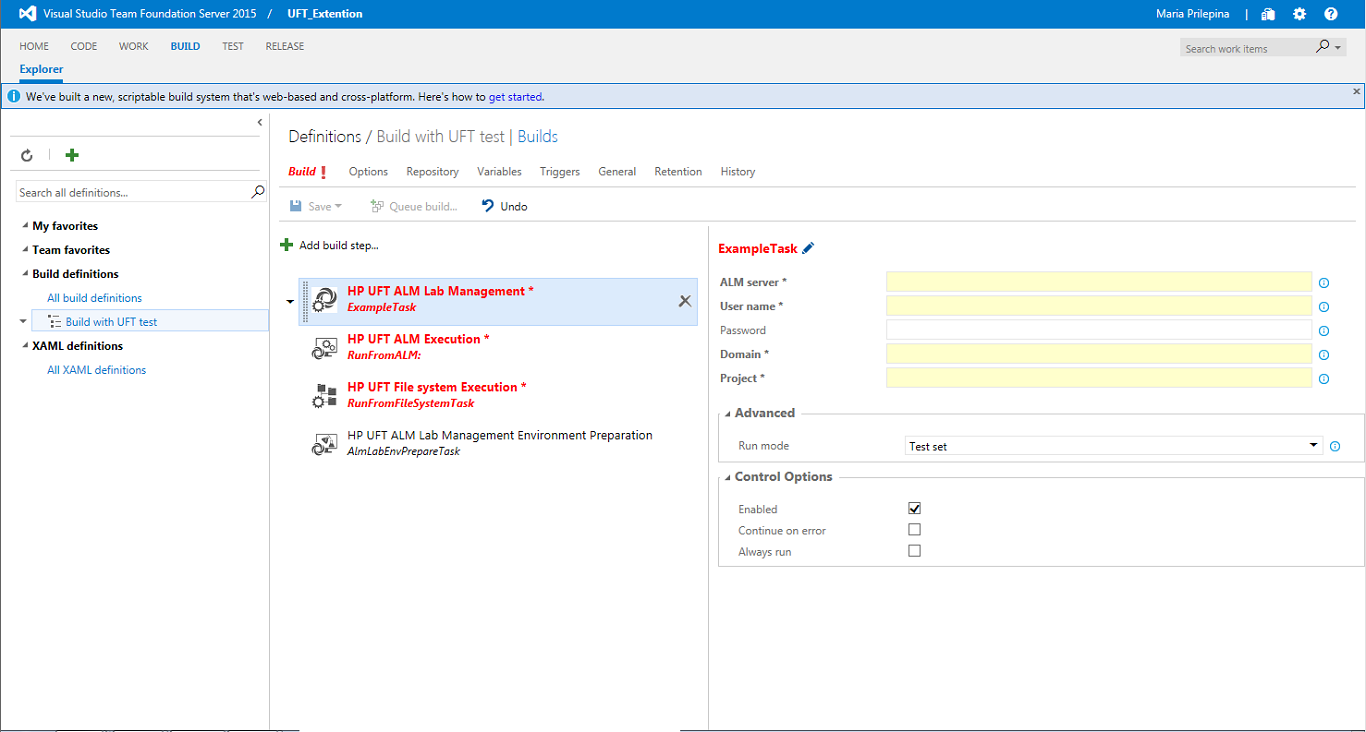 Visual Studio Team Foundation Server 2015 / UFT_Extention Maria Prilepina |
HOME CODE WORK BUILD TEST RELEASE Search work items
Explorer
We've built a new, scriptable build system that's web-based and cross-platform. Here's how to get started.
Definitions / Build with UFT test | Builds
Build ! Options Repository Variables Triggers General Retention History
Save Queue build... Undo
Search all definitions...
My favorites
Team favorites
Build definitions
All build definitions
Build with UFT test
XAML definitions
All XAML definitions
Add build step...
HP UFT ALM Lab Management *
ExampleTask
HP UFT ALM Execution *
RunFromALM:
HP UFT File system Execution *
RunFromFileSystemTask
HP UFT ALM Lab Management Environment Preparation
AlmLabEnvPrepareTask
ExampleTask
ALM server *
User name *
Password
Domain *
Project *
Advanced
Run mode Test set
Control Options
Enabled
Continue on error
Always run